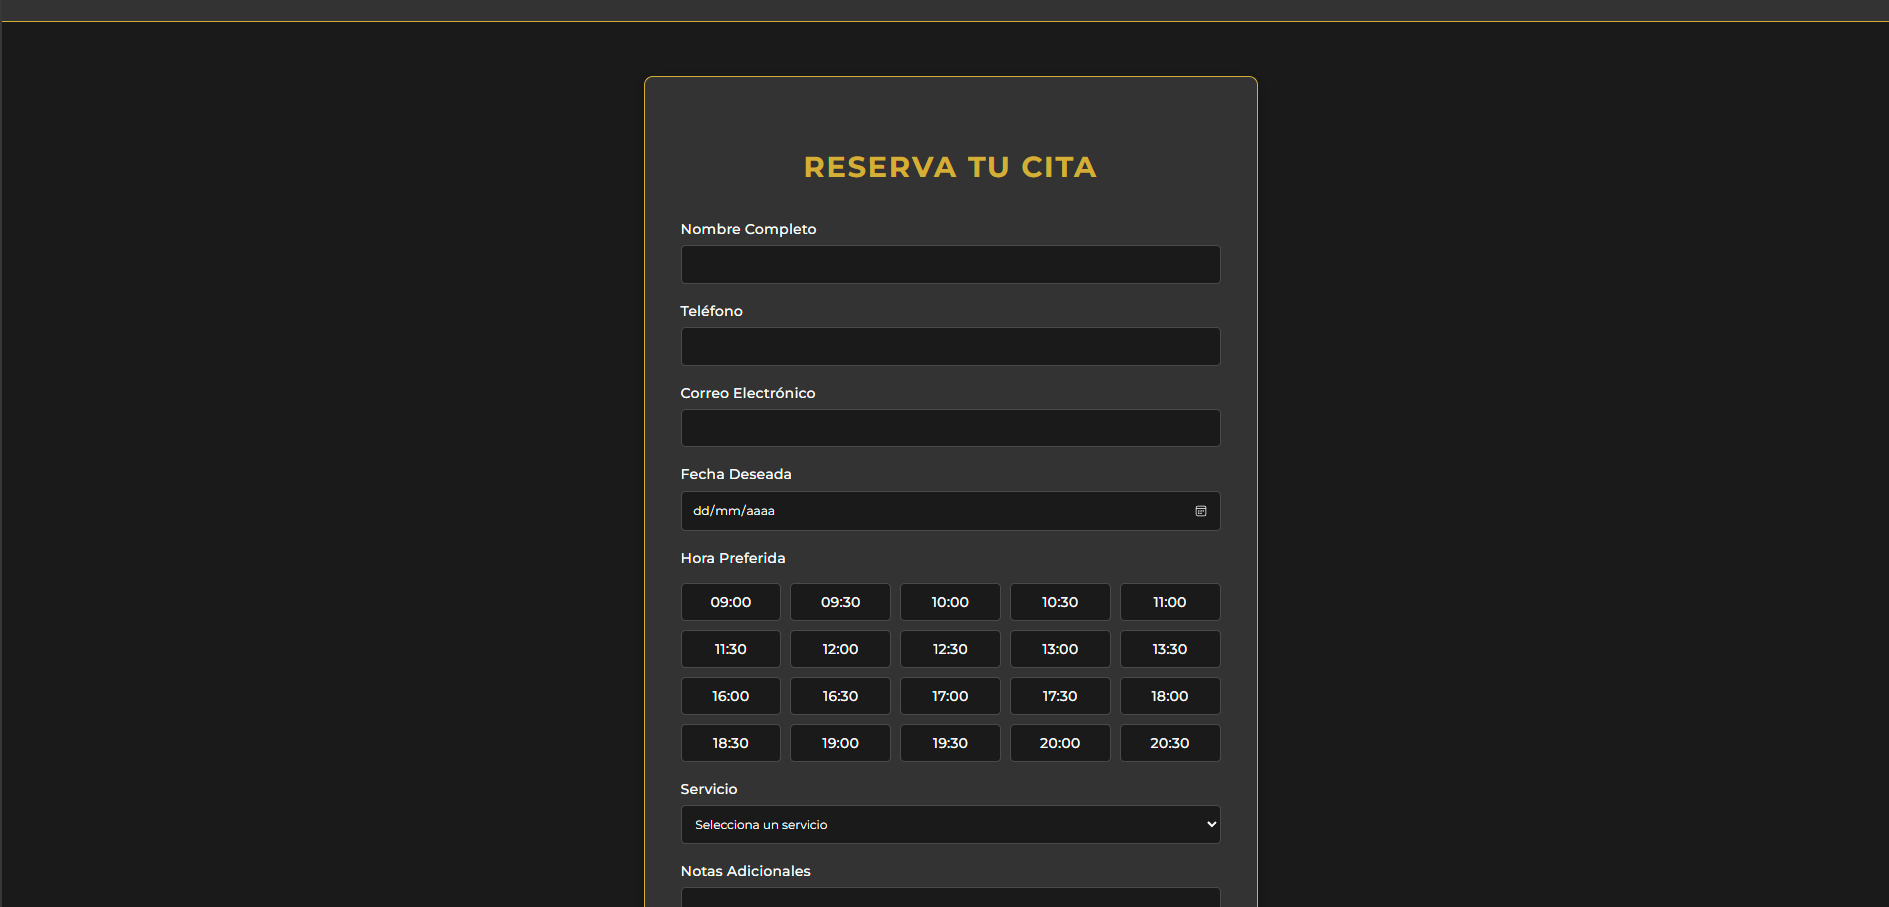 RESERVA TU CITA
Nombre Completo
Teléfono
Correo Electrónico
Fecha Deseada
dd/mm/aaaa
Hora Preferida
09:00 09:30 10:00 10:30 11:00
11:30 12:00 12:30 13:00 13:30
16:00 16:30 17:00 17:30 18:00
18:30 19:00 19:30 20:00 20:30
Servicio
Selecciona un servicio
Notas Adicionales